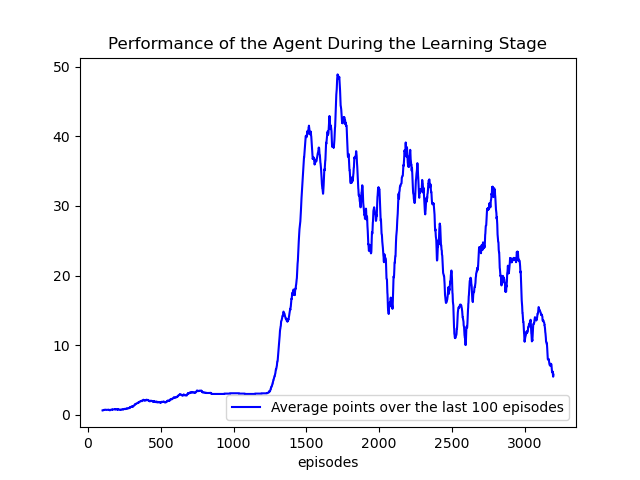 Performance of the Agent During the Learning Stage
50
40
30
20
10
0
Average points over the last 100 episodes
0 500 1000 1500 2000 2500 3000
episodes